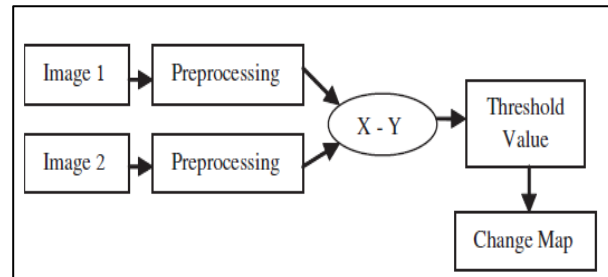 Image 1
Preprocessing
X - Y
Threshold
Value
Image 2
Preprocessing
Change Map